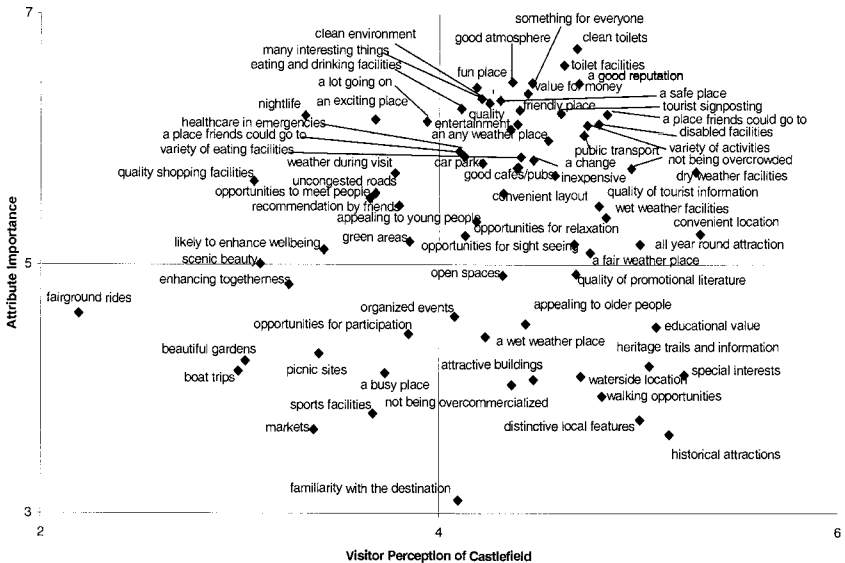 7
something for everyone
clean environment
good atmosphere
clean toilets
many interesting things
eating and drinking facilities
toilet facilities
fun place
a good reputation
a lot going on
value for money
a safe place
nightlife
an exciting place
friendly place
tourist signposting
quality
healthcare in emergencies
entertainment
a place friends could go to
a place friends could go to
an any weather place
disabled facilities
variety of eating facilities
public transport
variety of activities
weather during visit
car park
a change
not being overcrowded
quality shopping facilities
good cafes/pubs
inexpensive
dry weather facilities
uncongested roads
opportunities to meet people
convenient layout
quality of tourist information
recommendation by friends
wet weather facilities
appealing to young people
convenient location
opportunities for relaxation
likely to enhance wellbeing
green areas
opportunities for sight seeing
all year round attraction
scenic beauty
a fair weather place
5
enhancing togetherness
open spaces
quality of promotional literature
fairground rides
organized events
appealing to older people
opportunities for participation
educational value
a wet weather place
beautiful gardens
heritage trails and information
boat trips
picnic sites
attractive buildings
special interests
a busy place
waterside location
walking opportunities
sports facilities
not being overcommercialized
markets
distinctive local features
historical attractions
familiarity with the destination
3
2
4
6
Attribute Importance
Visitor Perception of Castlefield